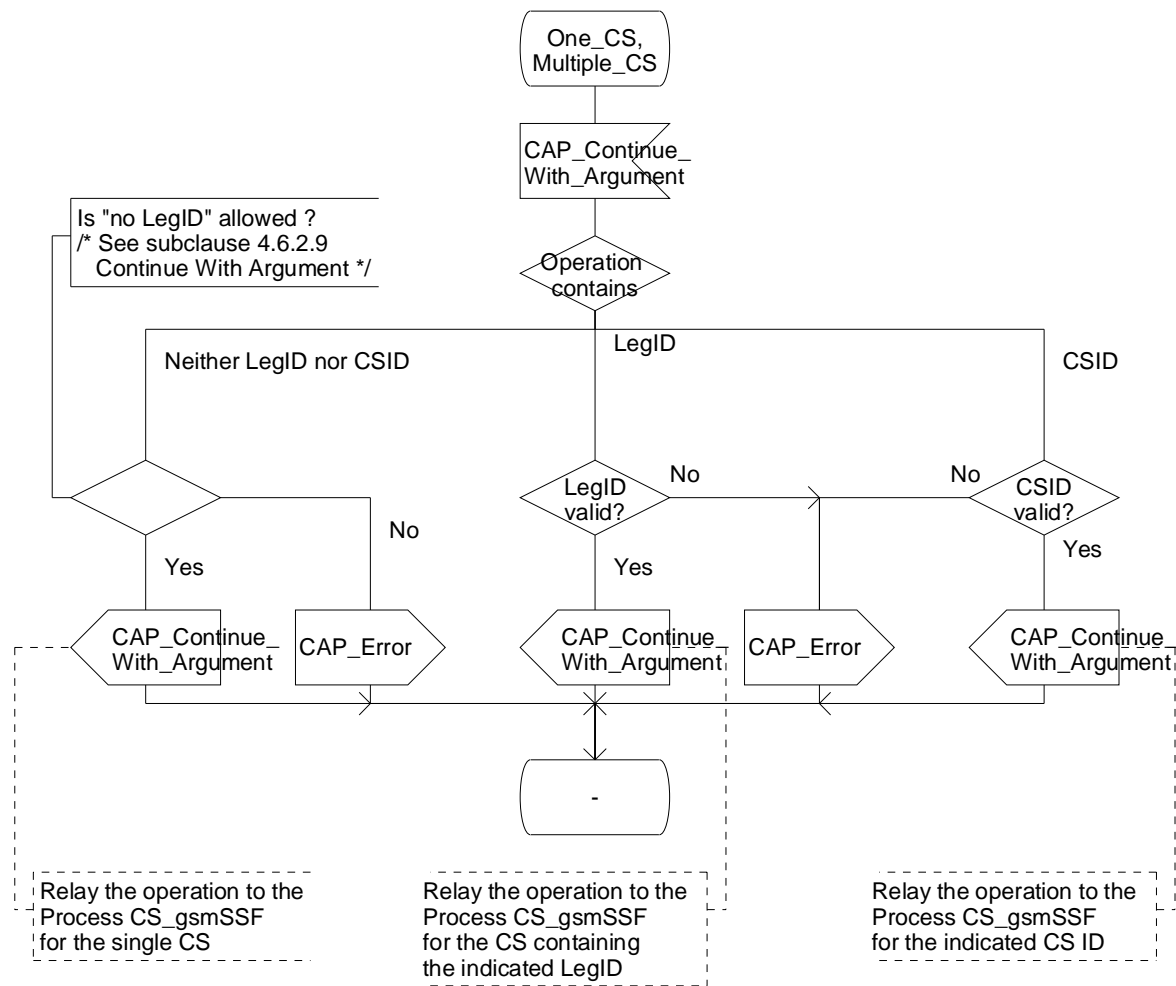 One_CS,
Multiple_CS
CAP_Continue_
With_Argument
Is "no LegID" allowed ?
/* See subclause 4.6.2.9
Continue With Argument */
Operation
contains
Neither LegID nor CSID
LegID
CSID
LegID
valid?
No
No
CSID
valid?
No
Yes
Yes
Yes
CAP_Continue_
With_Argument
CAP_Error
CAP_Continue_
With_Argument
CAP_Error
CAP_Continue_
With_Argument
-
Relay the operation to the
Process CS_gsmSSF
for the single CS
Relay the operation to the
Process CS_gsmSSF
for the CS containing
the indicated LegID
Relay the operation to the
Process CS_gsmSSF
for the indicated CS ID